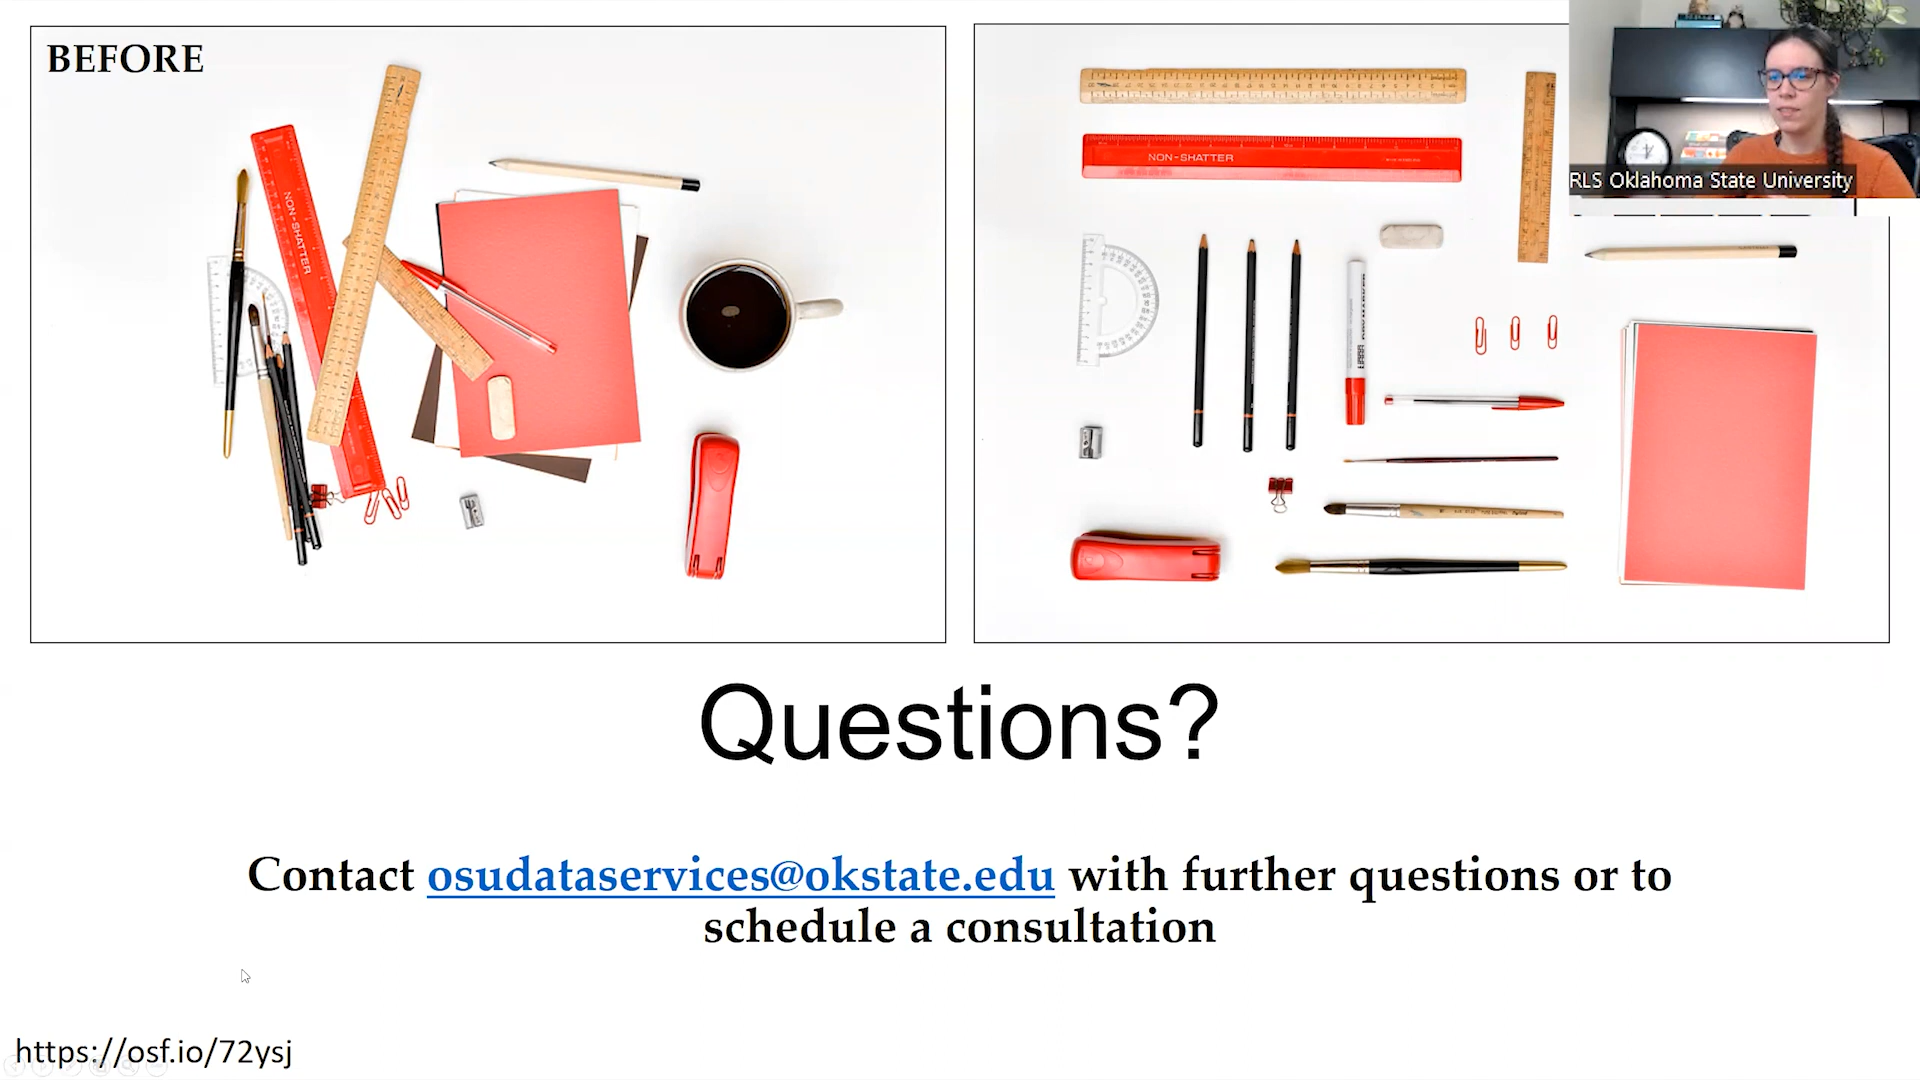 BEFORE
NON-SHATTER
NON-SHATTER
RLS Oklahoma State University
Questions?
Contact osudataservices@okstate.edu with further questions or to
schedule a consultation
https://osf.io/72ysj